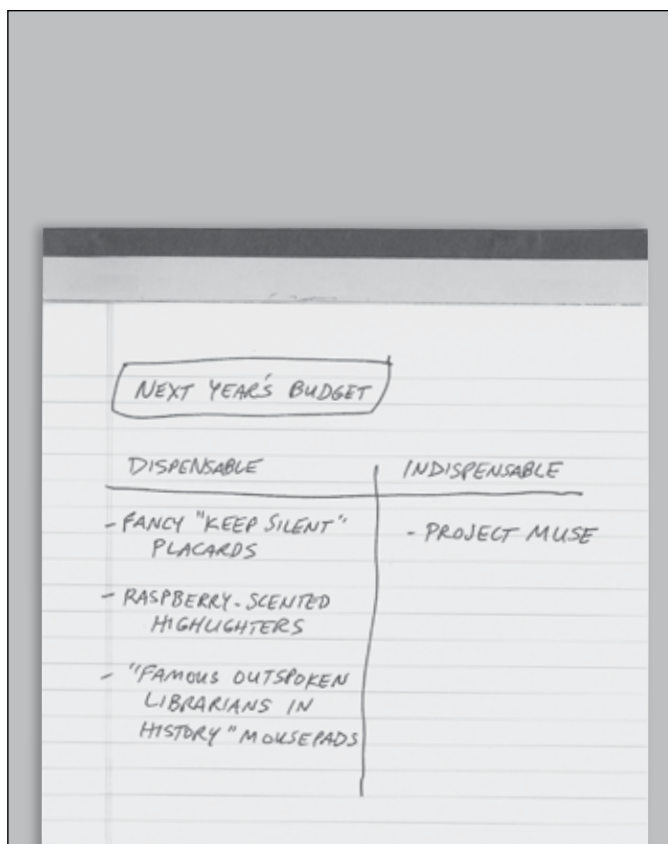 NEXT YEAR'S BUDGET
DISPENSABLE
INDISPENSABLE
- FANCY "KEEP SILENT"
PLACARDS
- PROJECT MUSE
- RASPBERRY-SCENTED
HIGHLIGHTERS
- "FAMOUS OUTSPOKEN
LIBRARIANS IN
HISTORY" MOUSEPADS